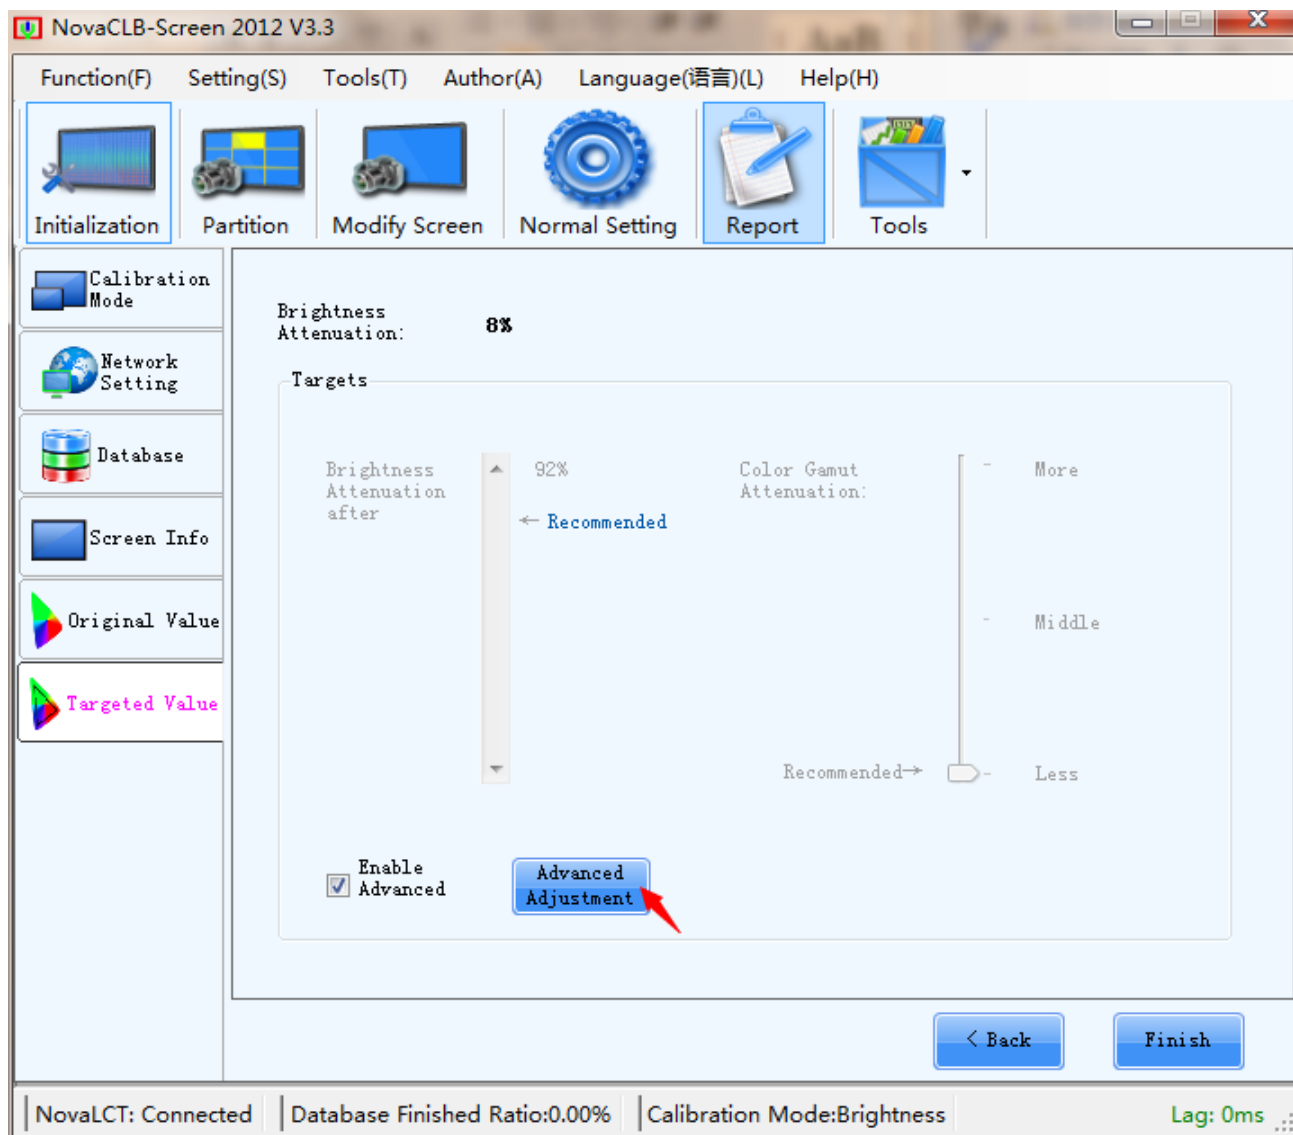 NovaCLB-Screen 2012 V3.3
Function(F) Setting(S) Tools(T) Author(A) Language(语言)(L) Help(H)
Initialization Partition Modify Screen Normal Setting Report Tools
Calibration
Mode
Network
Setting
Database
Screen Info
Original Value
Targeted Value
Brightness
Attenuation:
8%
Targets
Brightness
Attenuation
after
92%
← Recommended
Color Gamut
Attenuation:
More
Middle
Recommended→
Less
Enable
Advanced
Advanced
Adjustment
< Back
Finish
NovaLCT: Connected Database Finished Ratio:0.00% Calibration Mode:Brightness Lag: 0ms